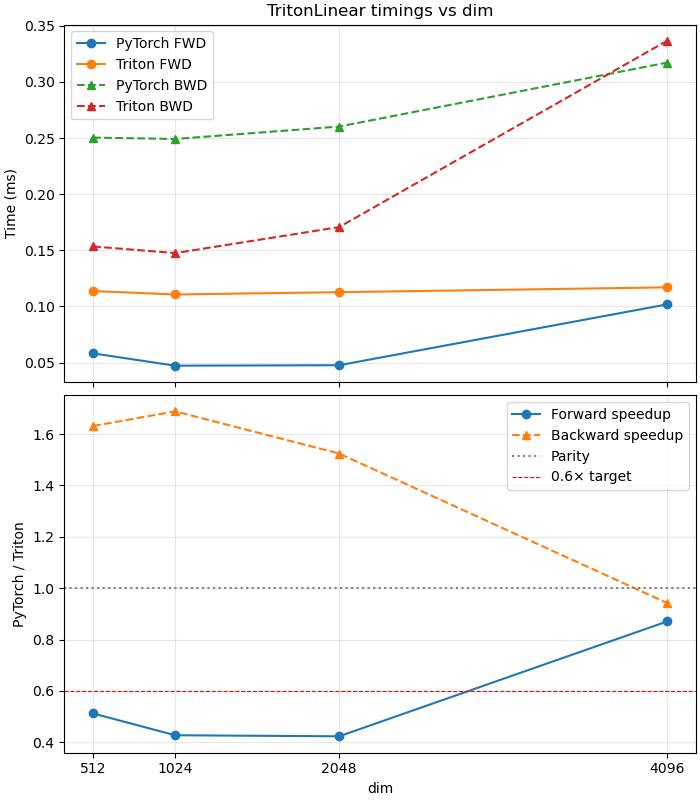 TritonLinear timings vs dim
0.35
0.30
0.25
0.20
0.15
0.10
0.05
Time (ms)
PyTorch FWD
Triton FWD
PyTorch BWD
Triton BWD
1.6
1.4
1.2
1.0
0.8
0.6
0.4
PyTorch / Triton
Forward speedup
Backward speedup
Parity
0.6× target
512
1024
2048
4096
dim